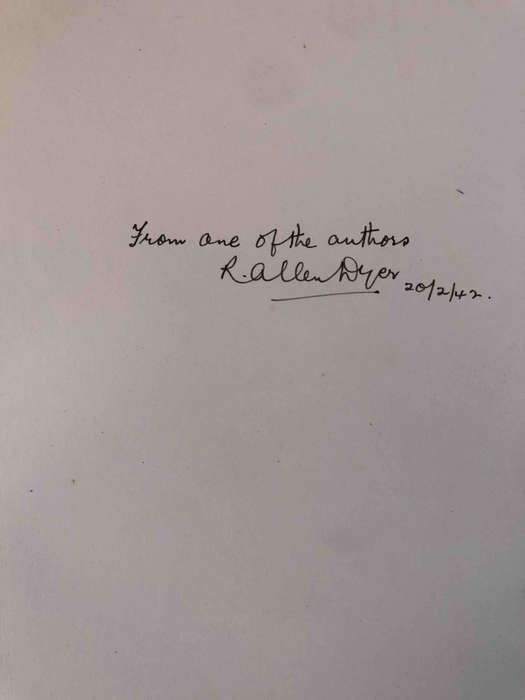 From one of the authors
R. Allen Dyer 20/2/42.